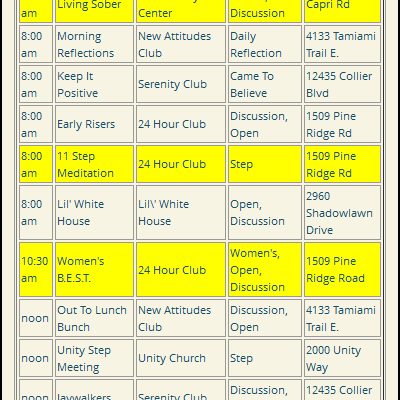 am Living Sober Center Discussion Capri Rd
8:00 am Morning Reflections New Attitudes Club Daily Reflection 4133 Tamiami Trail E.
8:00 am Keep It Positive Serenity Club Came To Believe 12435 Collier Blvd
8:00 am Early Risers 24 Hour Club Discussion, Open 1509 Pine Ridge Rd
8:00 am 11 Step Meditation 24 Hour Club Step 1509 Pine Ridge Rd
8:00 am Lil' White House Lil\' White House Open, Discussion 2960 Shadowlawn Drive
10:30 am Women's B.E.S.T. 24 Hour Club Women's, Open, Discussion 1509 Pine Ridge Road
noon Out To Lunch Bunch New Attitudes Club Discussion, Open 4133 Tamiami Trail E.
noon Unity Step Meeting Unity Church Step 2000 Unity Way
noon Jaywalkers Serenity Club Discussion, 12435 Collier